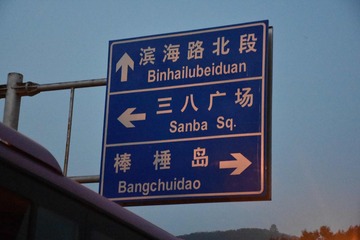 滨海路北段
Binhailubeiduan
三八广场
Sanba Sq.
棒棰岛
Bangchuidao